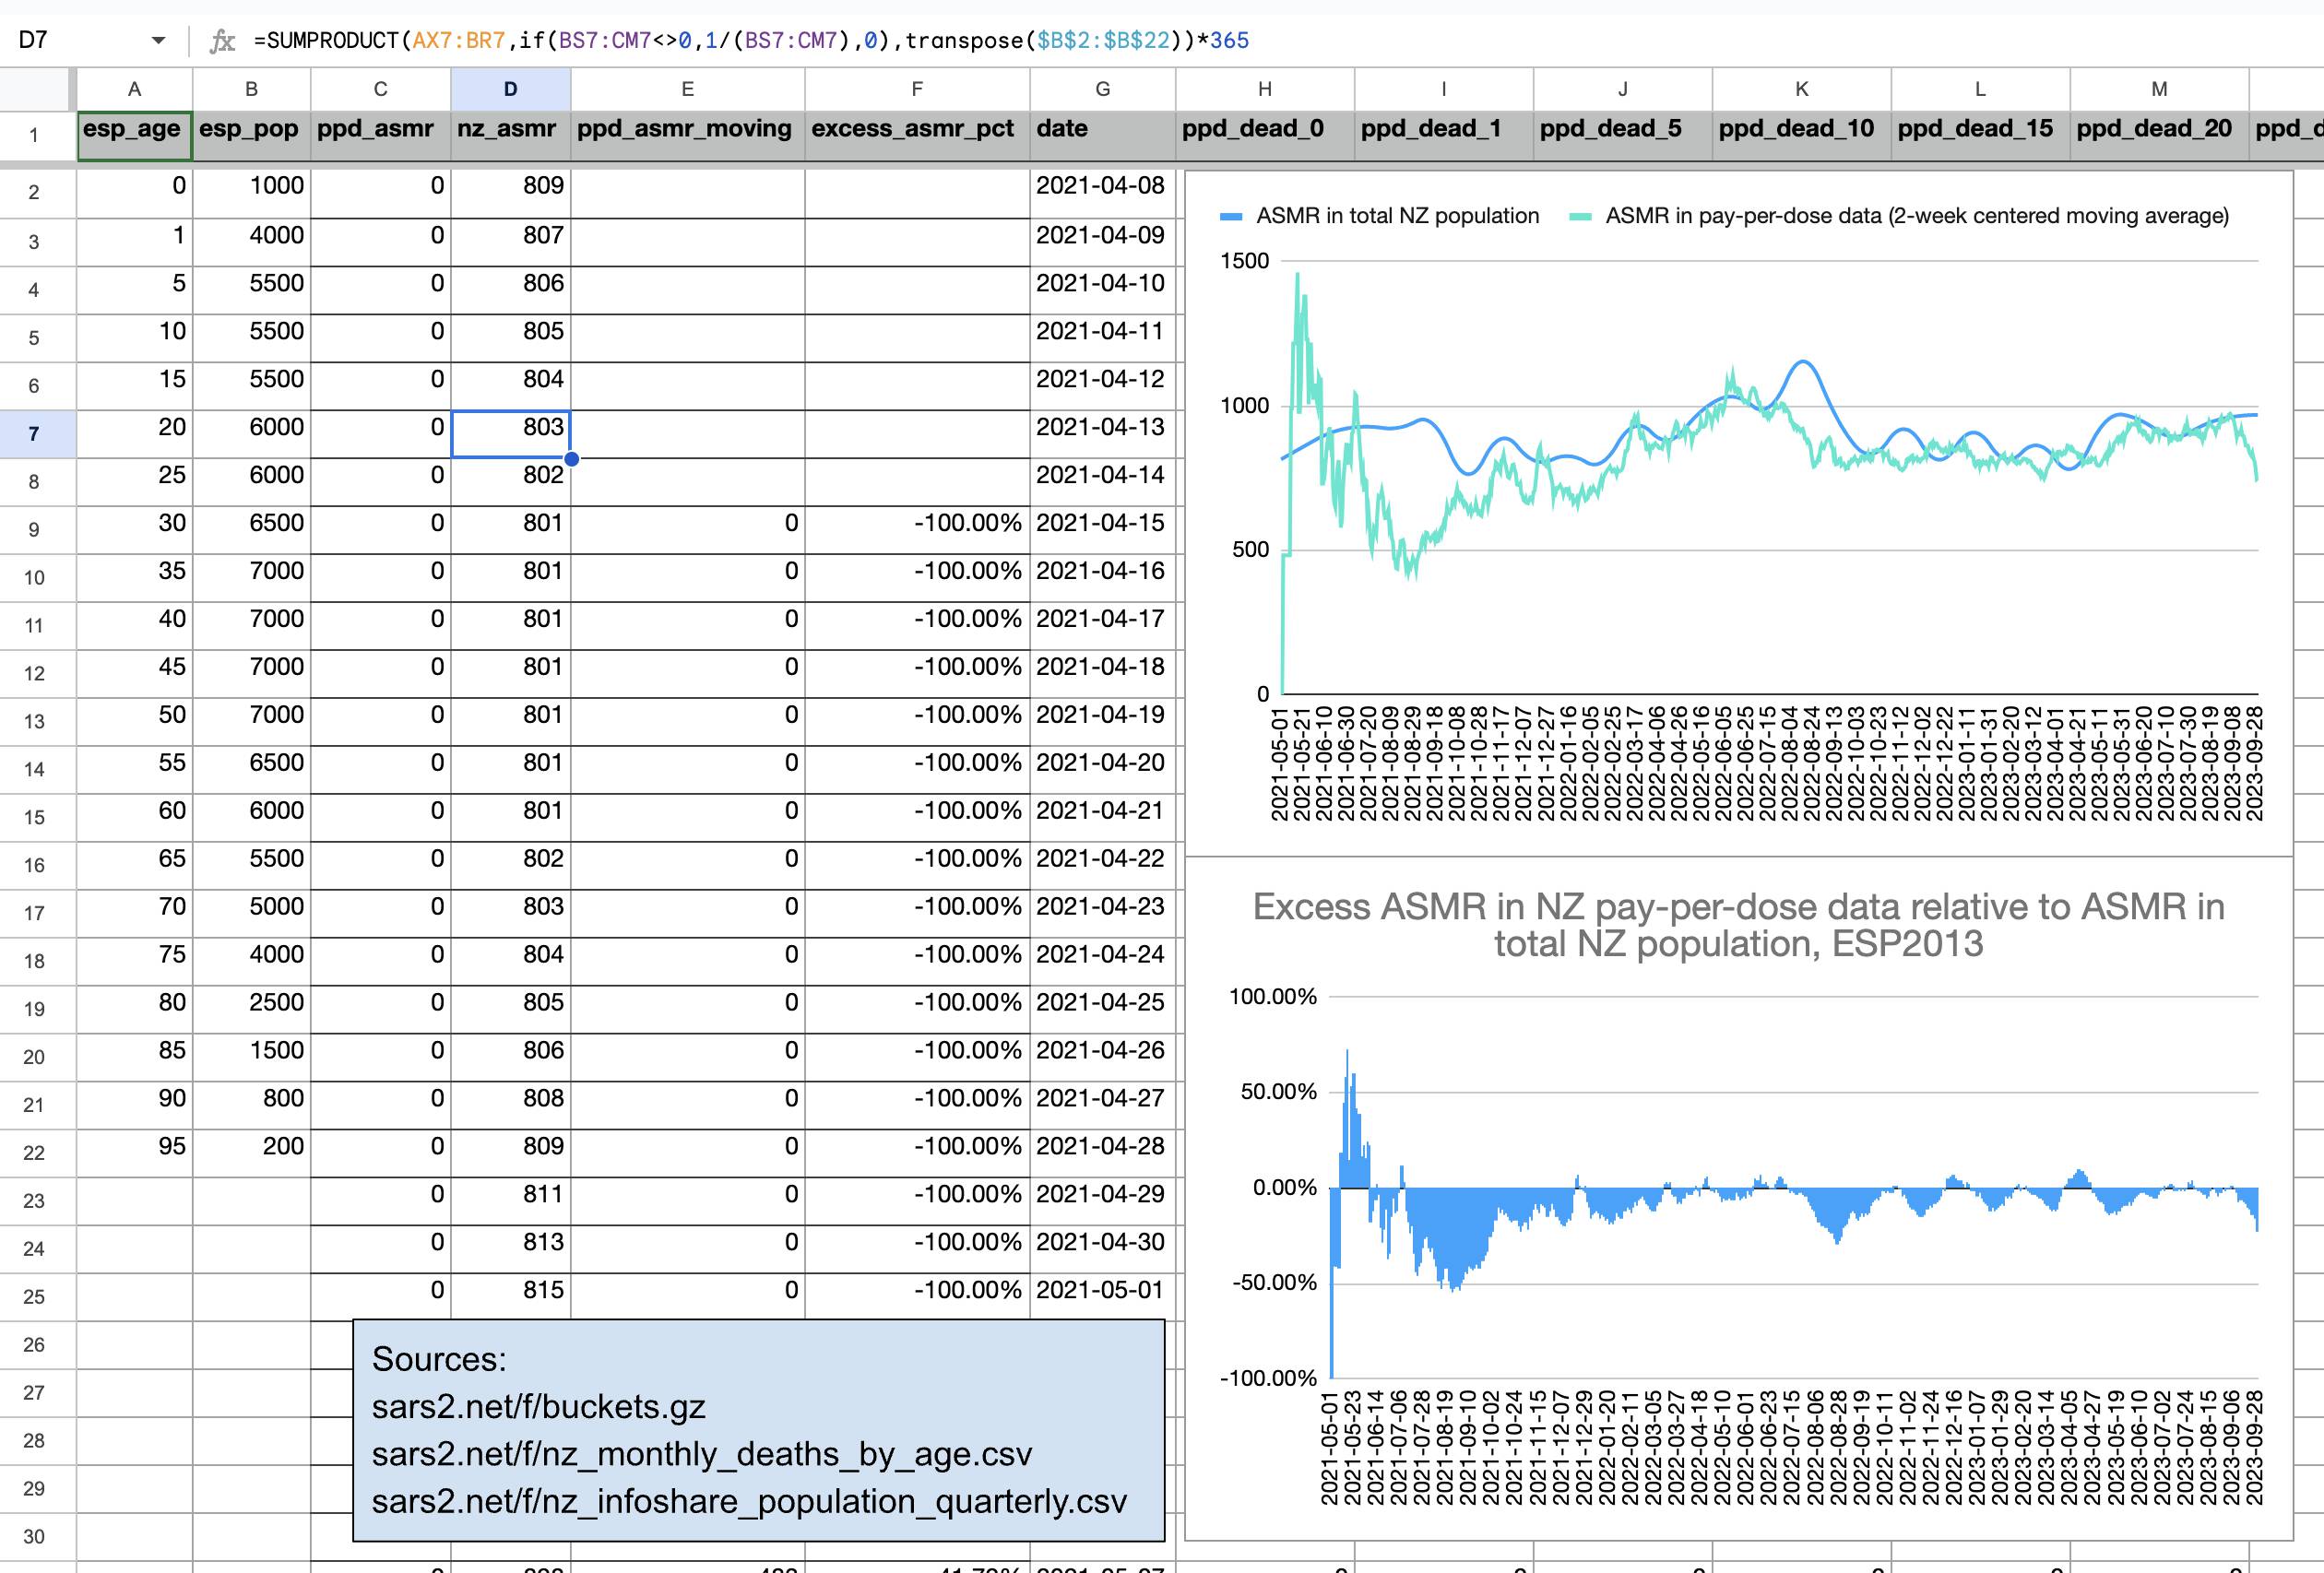 D7
fx =SUMPRODUCT(AX7:BR7,if(BS7:CM7<>0,1/(BS7:CM7),0),transpose($B$2:$B$22))*365
A B C D E F G H I J K L M
1 esp_age esp_pop ppd_asmr nz_asmr ppd_asmr_moving excess_asmr_pct date ppd_dead_0 ppd_dead_1 ppd_dead_5 ppd_dead_10 ppd_dead_15 ppd_dead_20 ppd_d
2 0 1000 0 809 2021-04-08
3 1 4000 0 807 2021-04-09
4 5 5500 0 806 2021-04-10
5 10 5500 0 805 2021-04-11
6 15 5500 0 804 2021-04-12
7 20 6000 0 803 2021-04-13
8 25 6000 0 802 2021-04-14
9 30 6500 0 801 0 -100.00% 2021-04-15
10 35 7000 0 801 0 -100.00% 2021-04-16
11 40 7000 0 801 0 -100.00% 2021-04-17
12 45 7000 0 801 0 -100.00% 2021-04-18
13 50 7000 0 801 0 -100.00% 2021-04-19
14 55 6500 0 801 0 -100.00% 2021-04-20
15 60 6000 0 801 0 -100.00% 2021-04-21
16 65 5500 0 802 0 -100.00% 2021-04-22
17 70 5000 0 803 0 -100.00% 2021-04-23
18 75 4000 0 804 0 -100.00% 2021-04-24
19 80 2500 0 805 0 -100.00% 2021-04-25
20 85 1500 0 806 0 -100.00% 2021-04-26
21 90 800 0 808 0 -100.00% 2021-04-27
22 95 200 0 809 0 -100.00% 2021-04-28
23 0 811 0 -100.00% 2021-04-29
24 0 813 0 -100.00% 2021-04-30
25 0 815 0 -100.00% 2021-05-01
26
27
28
29
30
Sources:
sars2.net/f/buckets.gz
sars2.net/f/nz_monthly_deaths_by_age.csv
sars2.net/f/nz_infoshare_population_quarterly.csv
ASMR in total NZ population ASMR in pay-per-dose data (2-week centered moving average)
1500
1000
500
0
2021-05-01 2021-05-21 2021-06-10 2021-06-30 2021-07-20 2021-08-09 2021-08-29 2021-09-18 2021-10-08 2021-10-28 2021-11-17 2021-12-07 2021-12-27 2022-01-16 2022-02-05 2022-02-25 2022-03-17 2022-04-06 2022-04-26 2022-05-16 2022-06-05 2022-06-25 2022-07-15 2022-08-04 2022-08-24 2022-09-13 2022-10-03 2022-10-23 2022-11-12 2022-12-02 2022-12-22 2023-01-11 2023-01-31 2023-02-20 2023-03-12 2023-04-01 2023-04-21 2023-05-11 2023-05-31 2023-06-20 2023-07-10 2023-07-30 2023-08-19 2023-09-08 2023-09-28
Excess ASMR in NZ pay-per-dose data relative to ASMR in
total NZ population, ESP2013
100.00%
50.00%
0.00%
-50.00%
-100.00%
2021-05-01 2021-05-23 2021-06-14 2021-07-06 2021-07-28 2021-08-19 2021-09-10 2021-10-02 2021-10-24 2021-11-15 2021-12-07 2021-12-29 2022-01-20 2022-02-11 2022-03-05 2022-03-27 2022-04-18 2022-05-10 2022-06-01 2022-06-23 2022-07-15 2022-08-06 2022-08-28 2022-09-19 2022-10-11 2022-11-02 2022-11-24 2022-12-16 2023-01-07 2023-01-29 2023-02-20 2023-03-14 2023-04-05 2023-04-27 2023-05-19 2023-06-10 2023-07-02 2023-07-24 2023-08-15 2023-09-06 2023-09-28